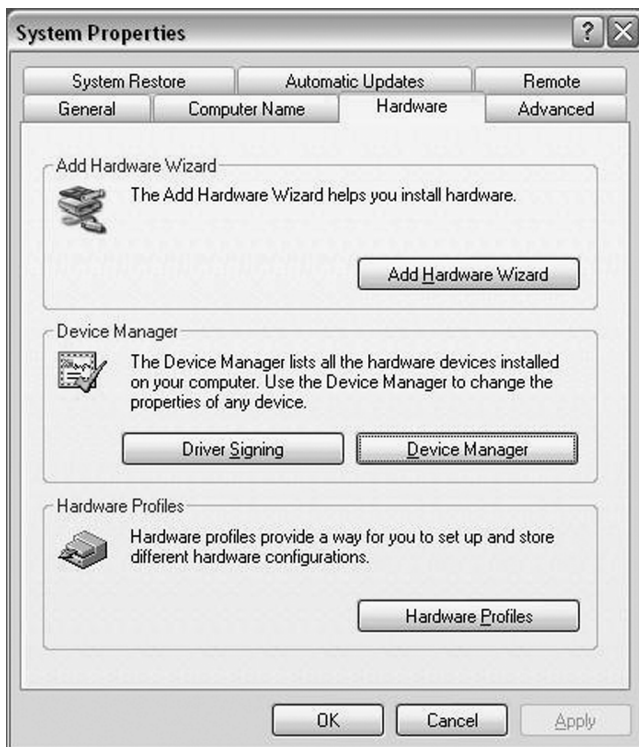 System Properties
System Restore Automatic Updates Remote
General Computer Name Hardware Advanced
Add Hardware Wizard
The Add Hardware Wizard helps you install hardware.
Add Hardware Wizard
Device Manager
The Device Manager lists all the hardware devices installed
on your computer. Use the Device Manager to change the
properties of any device.
Driver Signing Device Manager
Hardware Profiles
Hardware profiles provide a way for you to set up and store
different hardware configurations.
Hardware Profiles
OK Cancel Apply